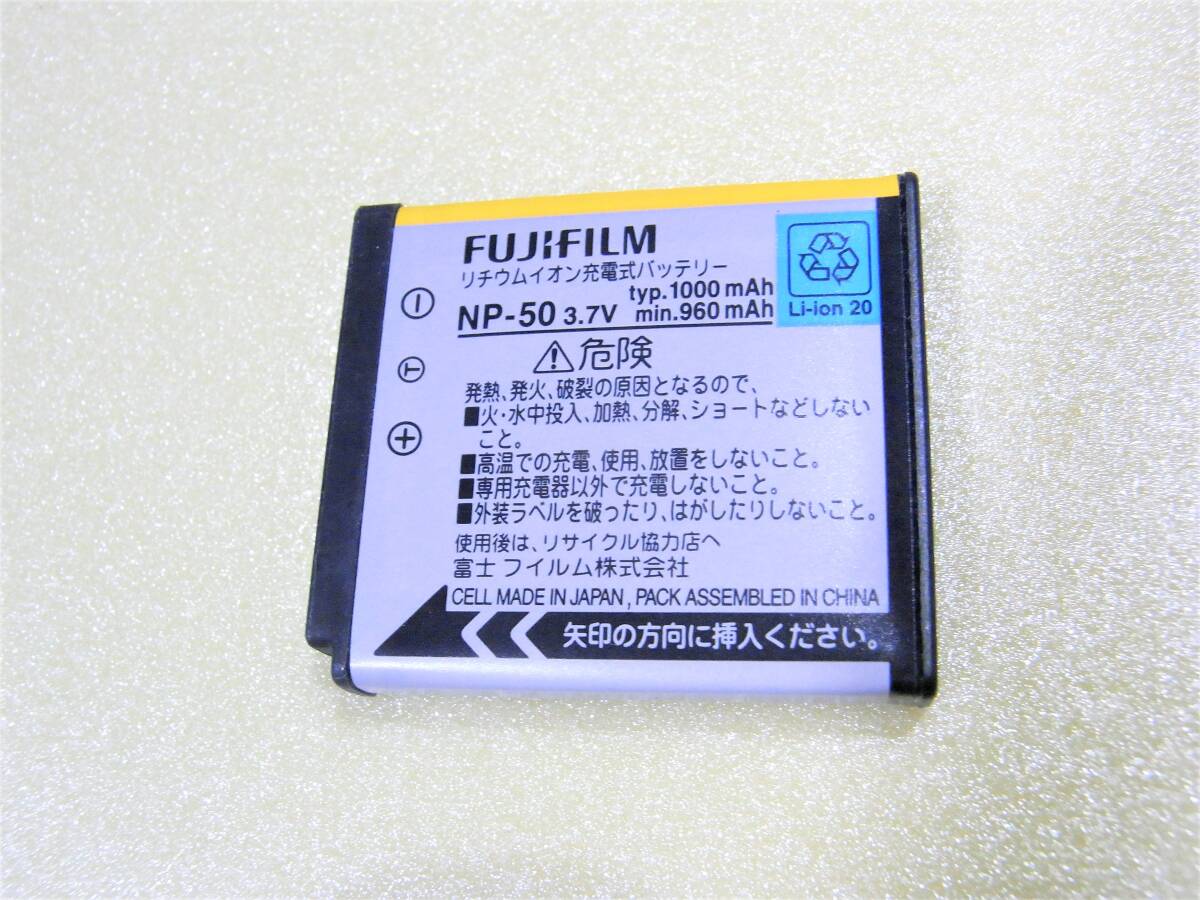 FUJIFILM
リチウムイオン充電式バッテリー
NP-50 3.7V typ.1000 mAh
min.960 mAh
Li-ion 20
⚠危険
発熱、発火、破裂の原因となるので、
■火・水中投入、加熱、分解、ショートなどしない
こと。
■高温での充電、使用、放置をしないこと。
■専用充電器以外で充電しないこと。
■外装ラベルを破ったり、はがしたりしないこと。
使用後は、リサイクル協力店へ
富士フイルム株式会社
CELL MADE IN JAPAN, PACK ASSEMBLED IN CHINA
矢印の方向に挿入ください。
−
T
+